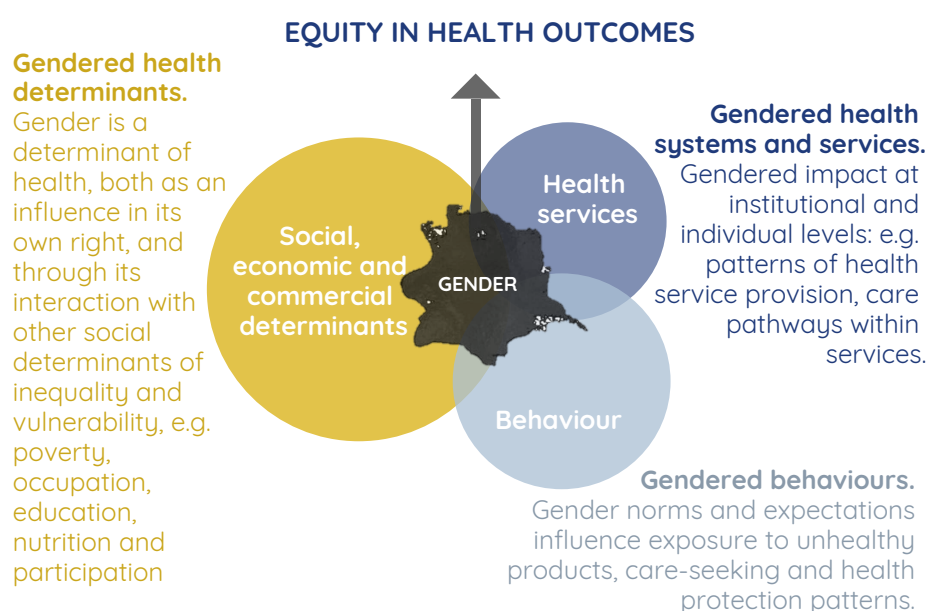 EQUITY IN HEALTH OUTCOMES
Gendered health
determinants.
Gender is a
determinant of
health, both as an
influence in its
own right, and
through its
interaction with
other social
determinants of
inequality and
vulnerability, e.g.
poverty,
occupation,
education,
nutrition and
participation
Social,
economic and
commercial
determinants
GENDER
Health
services
Behaviour
Gendered health
systems and services.
Gendered impact at
institutional and
individual levels: e.g.
patterns of health
service provision, care
pathways within
services.
Gendered behaviours.
Gender norms and expectations
influence exposure to unhealthy
products, care-seeking and health
protection patterns.